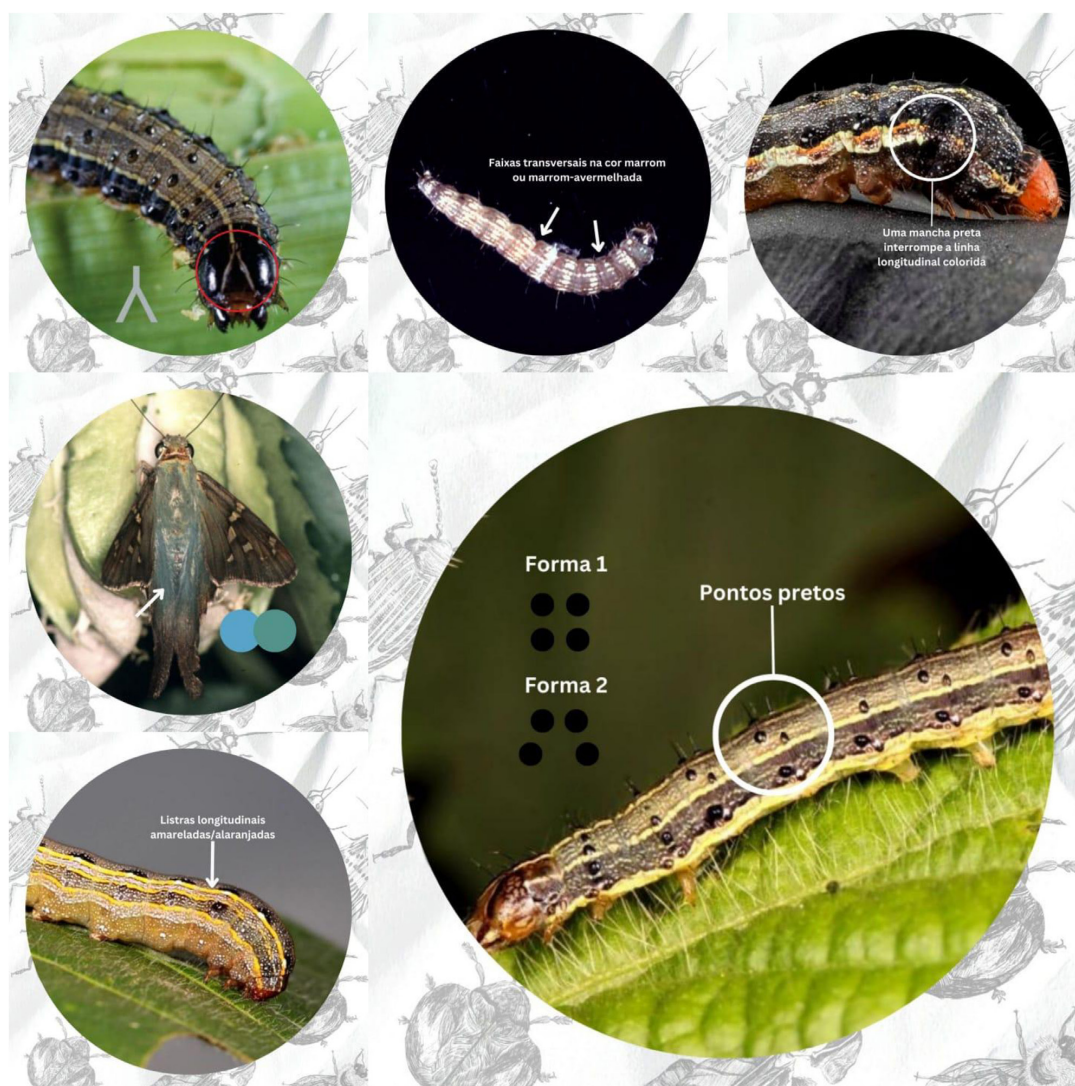 Faixas transversais na cor marrom
ou marrom-avermelhada
Uma mancha preta
interrompe a linha
longitudinal colorida
Forma 1
Forma 2
Pontos pretos
Listras longitudinais
amareladas/alaranjadas